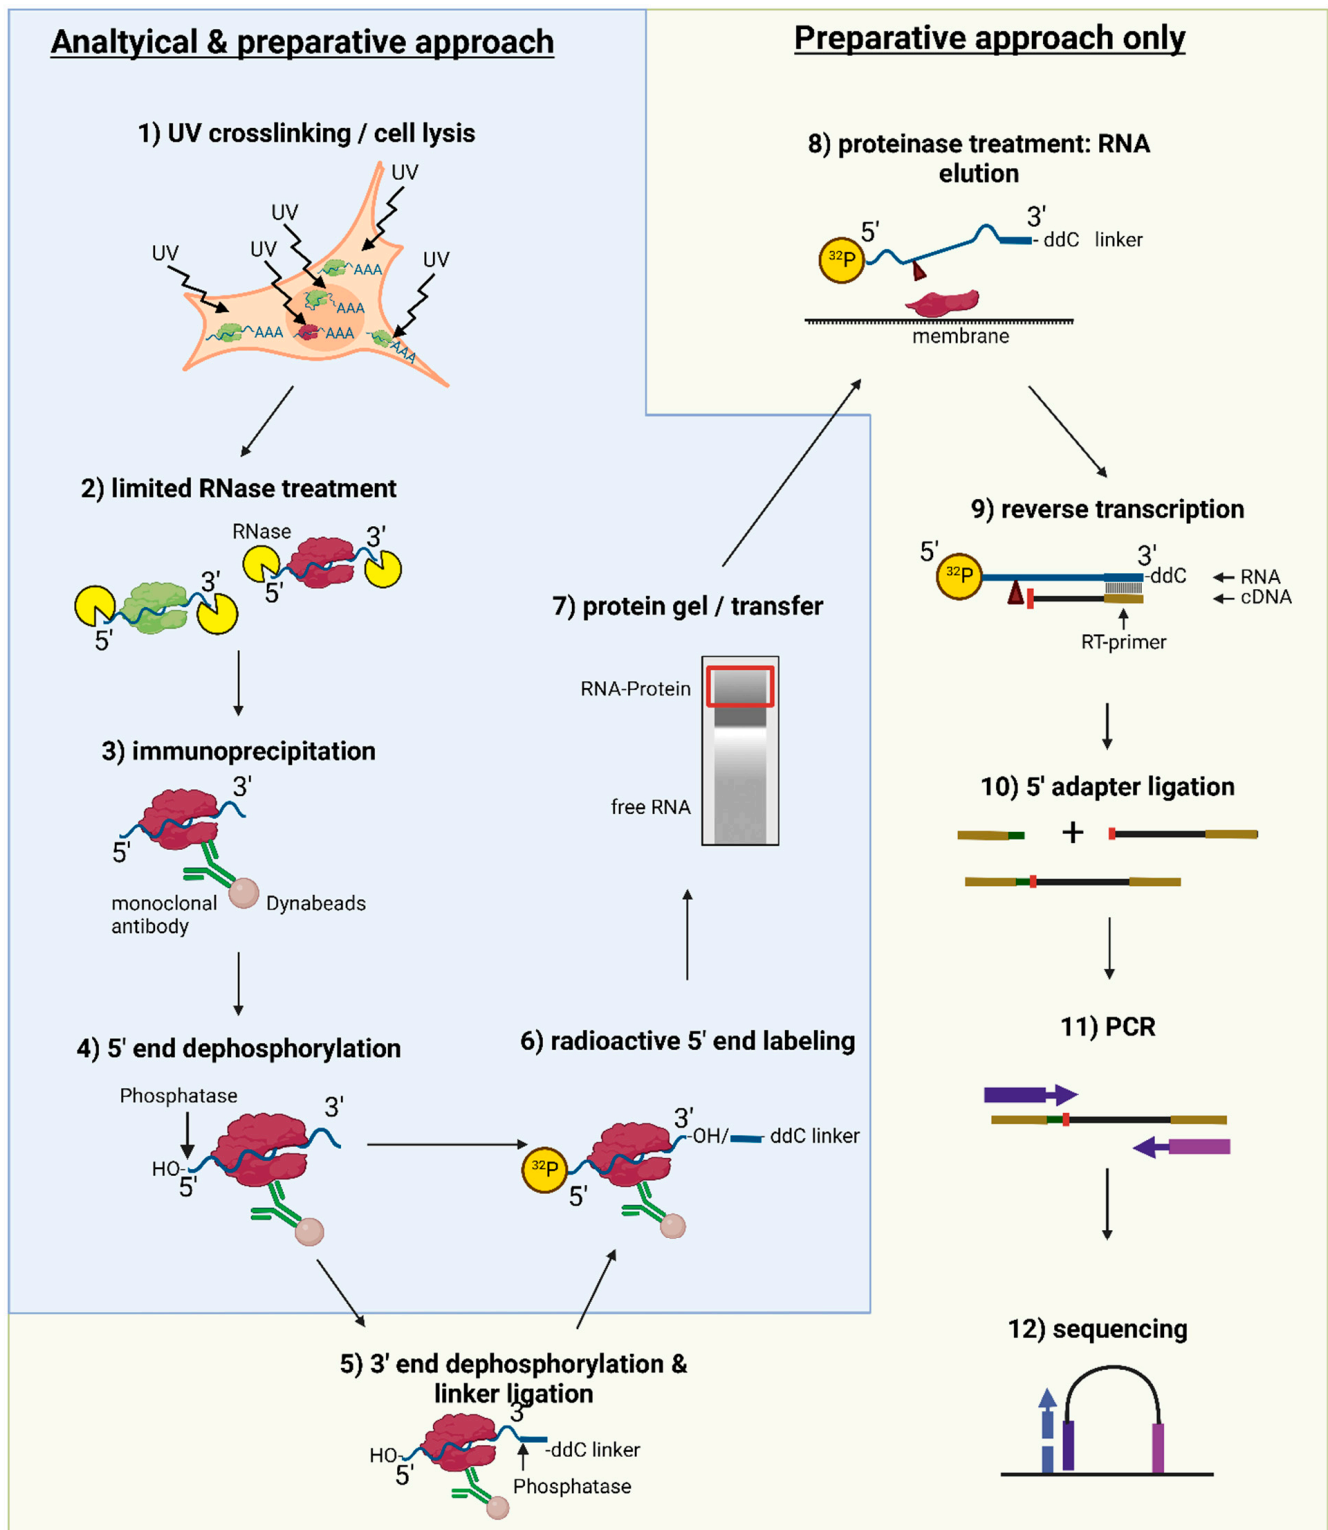 Analtyical & preparative approach
Preparative approach only
1) UV crosslinking / cell lysis
UV
UV
UV
UV
UV
AAA
AAA
AAA
AAA
AAA
2) limited RNase treatment
RNase
3'
5'
3'
5'
3) immunoprecipitation
3'
5'
monoclonal
antibody
Dynabeads
4) 5' end dephosphorylation
Phosphatase
3'
HO-
5'
5) 3' end dephosphorylation &
linker ligation
3'
HO-
5'
-ddC linker
Phosphatase
6) radioactive 5' end labeling
3'
-OH/
ddC linker
32P
5'
7) protein gel / transfer
RNA-Protein
free RNA
8) proteinase treatment: RNA
elution
5'
3'
32P
- ddC linker
membrane
9) reverse transcription
5'
3'
32P
-ddC
RNA
cDNA
RT-primer
10) 5' adapter ligation
+
11) PCR
12) sequencing